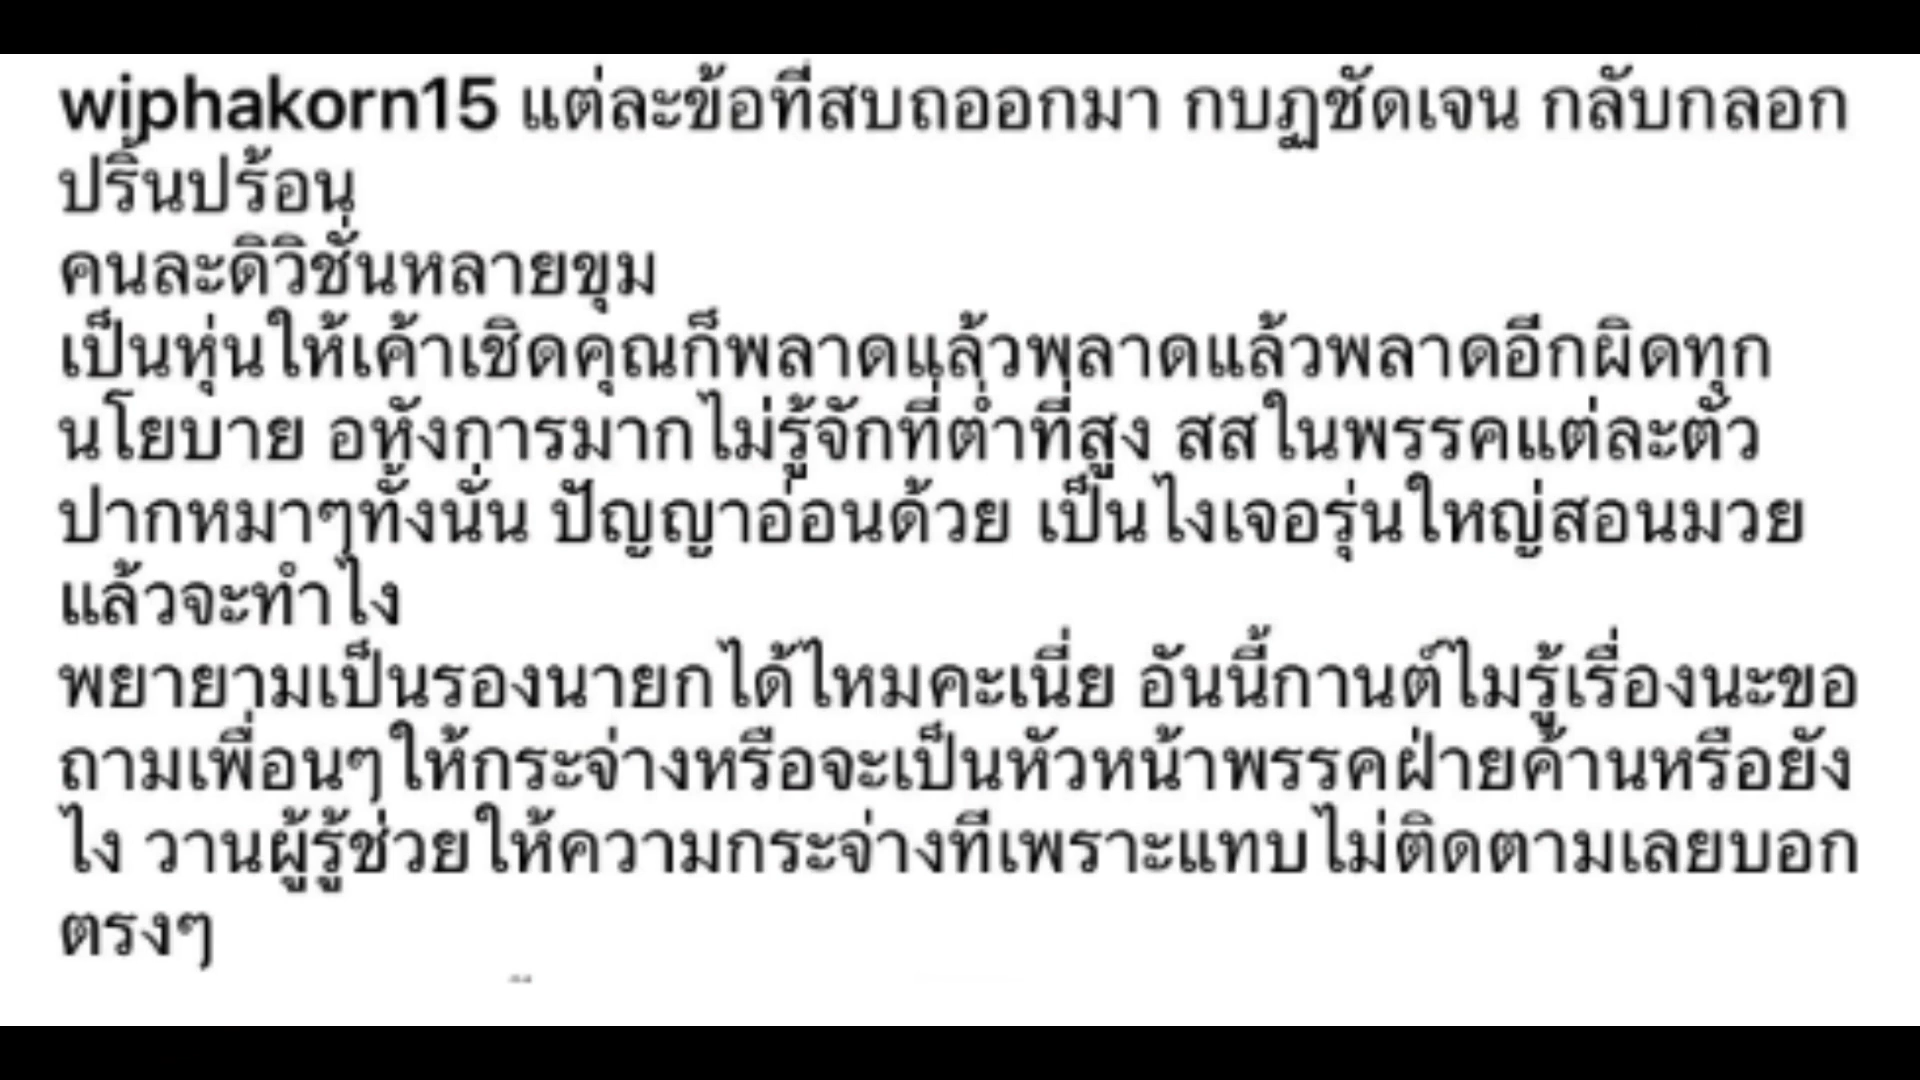 wiphakorn15 แต่ละข้อที่สบถออกมา กบฏชัดเจน กลับกลอก
ปริ้นปร้อน
คนละดิวิชั่นหลายขุม
เป็นหุ่นให้เค้าเชิดคุณก็พลาดแล้วพลาดแล้วพลาดอีกผิดทุก
นโยบาย อหังการมากไม่รู้จักที่ต่ำที่สูง สสในพรรคแต่ละตัว
ปากหมาๆทั้งนั่น ปัญญาอ่อนด้วย เป็นไงเจอรุ่นใหญ่สอนมวย
แล้วจะทำไง
พยายามเป็นรองนายกได้ไหมคะเนี่ย อันนี้กานต์ไมรู้เรื่องนะขอ
ถามเพื่อนๆให้กระจ่างหรือจะเป็นหัวหน้าพรรคฝ่ายค้านหรือยัง
ไง วานผู้รู้ช่วยให้ความกระจ่างทีเพราะแทบไม่ติดตามเลยบอก
ตรงๆ